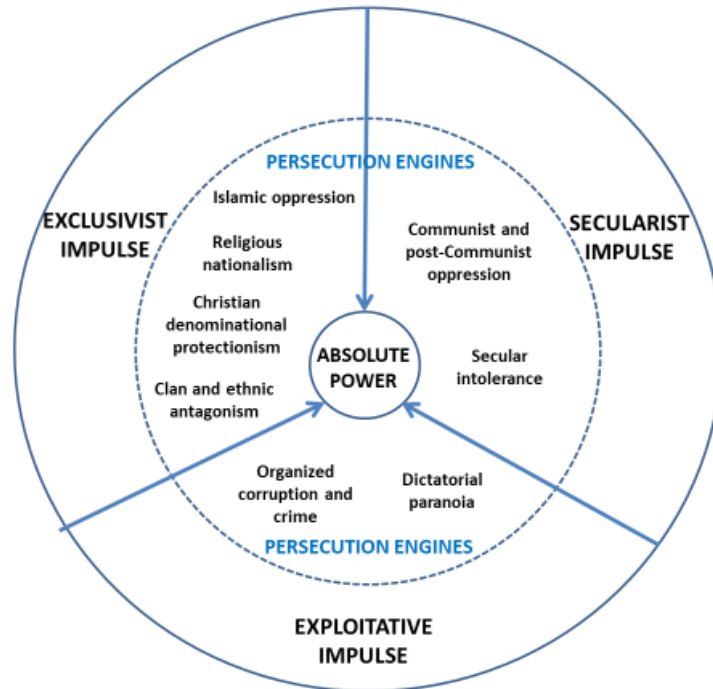 PERSECUTION ENGINES
Islamic oppression
EXCLUSIVIST
IMPULSE
Religious
nationalism
Christian
denominational
protectionism
Clan and ethnic
antagonism
Communist and
post-Communist
oppression
SECULARIST
IMPULSE
ABSOLUTE
POWER
Secular
intolerance
Organized
corruption and
crime
Dictatorial
paranoia
PERSECUTION ENGINES
EXPLOITATIVE
IMPULSE